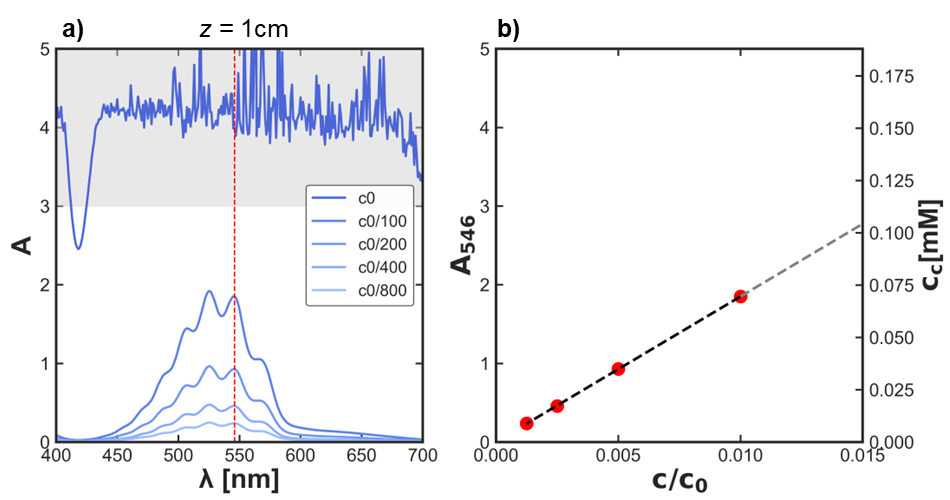 a)
z = 1cm
b)
5
4
3
2
1
0
A
c0
c0/100
c0/200
c0/400
c0/800
400
450
500
550
600
650
700
λ [nm]
5
4
3
2
1
0
A546
0.000
0.005
0.010
0.015
c/c0
0.175
0.150
0.125
0.100
0.075
0.050
0.025
0.000
cc[mM]